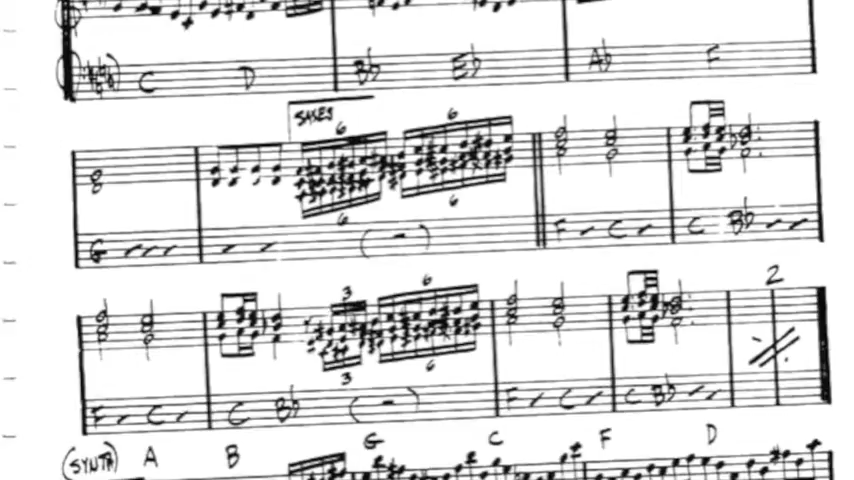 C D B♭ E♭ A♭ F
SAXES
6 6
6 6
G ( - ) F C C B♭
3 6
3 6
2
F C C B♭ ( - ) F C C B♭
(SYNTH) A B G C F D